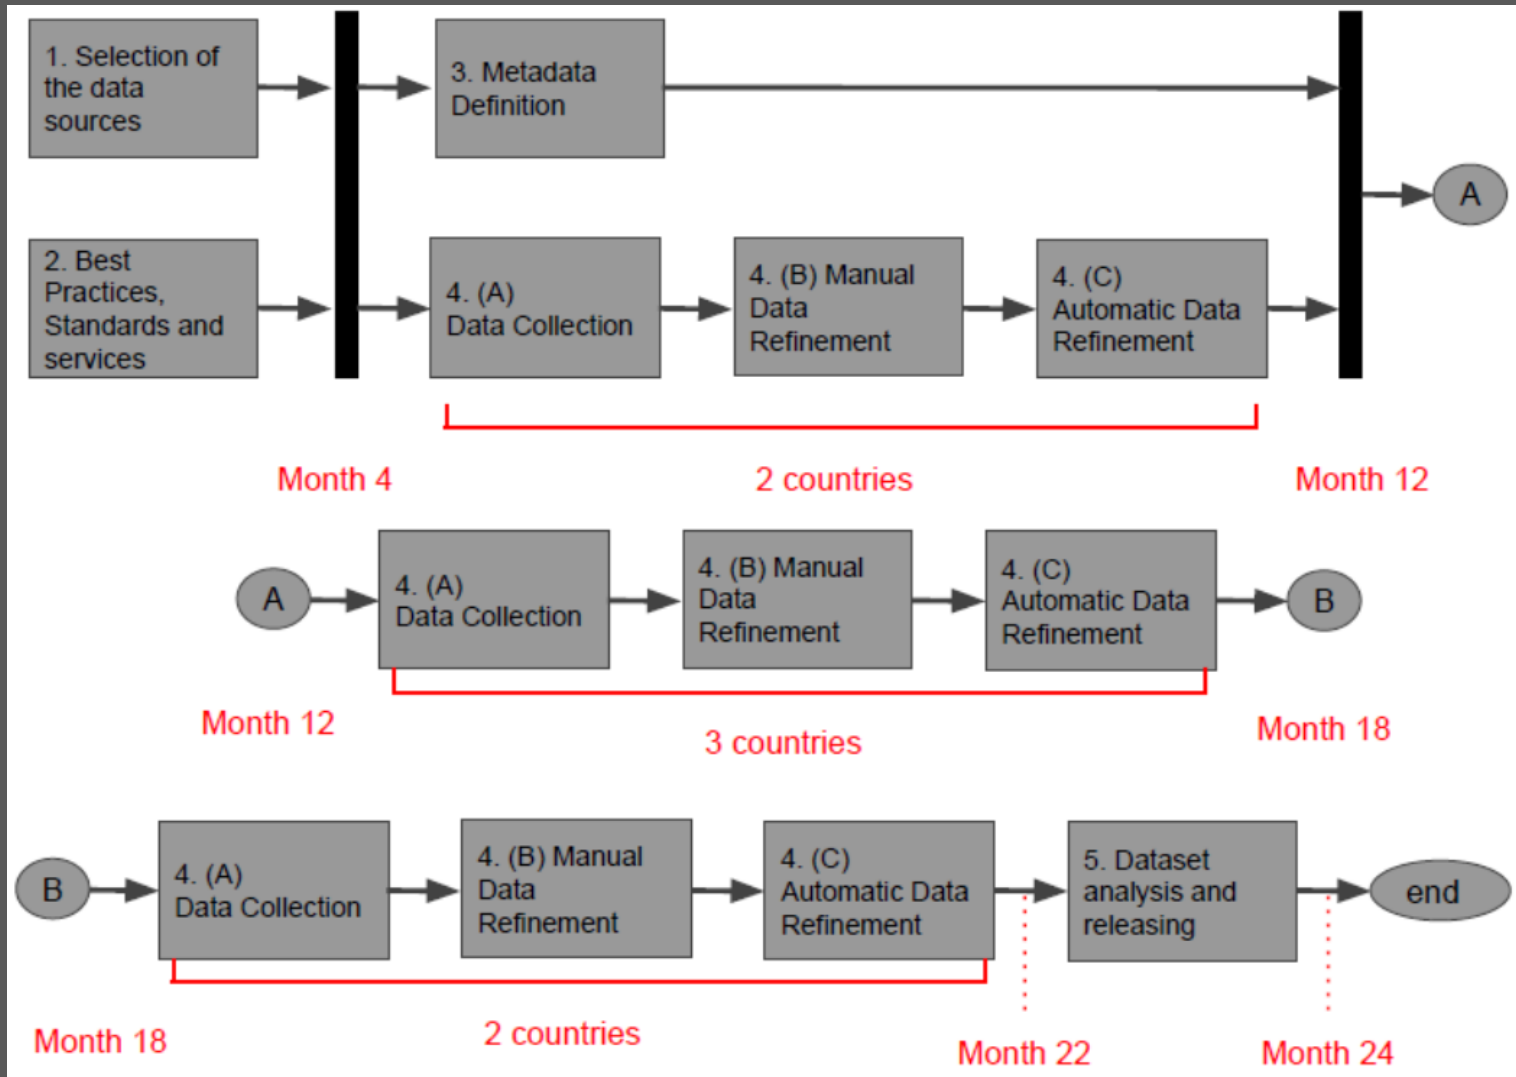 1. Selection of
the data
sources
3. Metadata
Definition
A
2. Best
Practices,
Standards and
services
4. (A)
Data Collection
4. (B) Manual
Data
Refinement
4. (C)
Automatic Data
Refinement
Month 4
2 countries
Month 12
A
4. (A)
Data Collection
4. (B) Manual
Data
Refinement
4. (C)
Automatic Data
Refinement
B
Month 12
3 countries
Month 18
B
4. (A)
Data Collection
4. (B) Manual
Data
Refinement
4. (C)
Automatic Data
Refinement
5. Dataset
analysis and
releasing
end
Month 18
2 countries
Month 22
Month 24